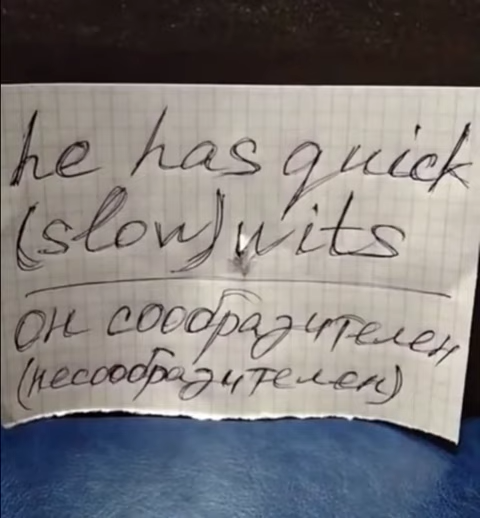 he has quick
(slow) wits
он сообразителен
(несообразителен)